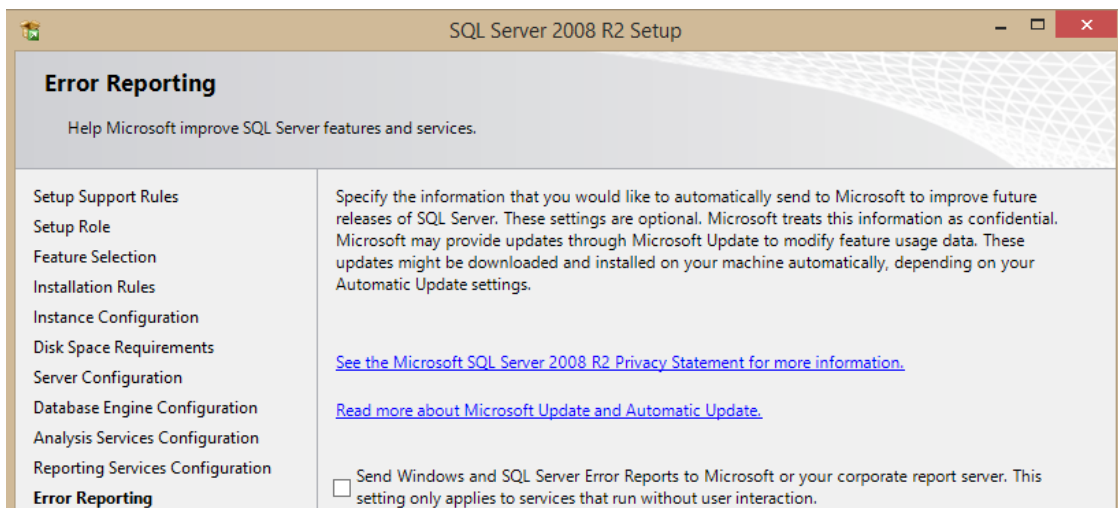 SQL Server 2008 R2 Setup
Error Reporting
Help Microsoft improve SQL Server features and services.
Setup Support Rules
Setup Role
Feature Selection
Installation Rules
Instance Configuration
Disk Space Requirements
Server Configuration
Database Engine Configuration
Analysis Services Configuration
Reporting Services Configuration
Error Reporting
Specify the information that you would like to automatically send to Microsoft to improve future
releases of SQL Server. These settings are optional. Microsoft treats this information as confidential.
Microsoft may provide updates through Microsoft Update to modify feature usage data. These
updates might be downloaded and installed on your machine automatically, depending on your
Automatic Update settings.
See the Microsoft SQL Server 2008 R2 Privacy Statement for more information.
Read more about Microsoft Update and Automatic Update.
Send Windows and SQL Server Error Reports to Microsoft or your corporate report server. This
setting only applies to services that run without user interaction.